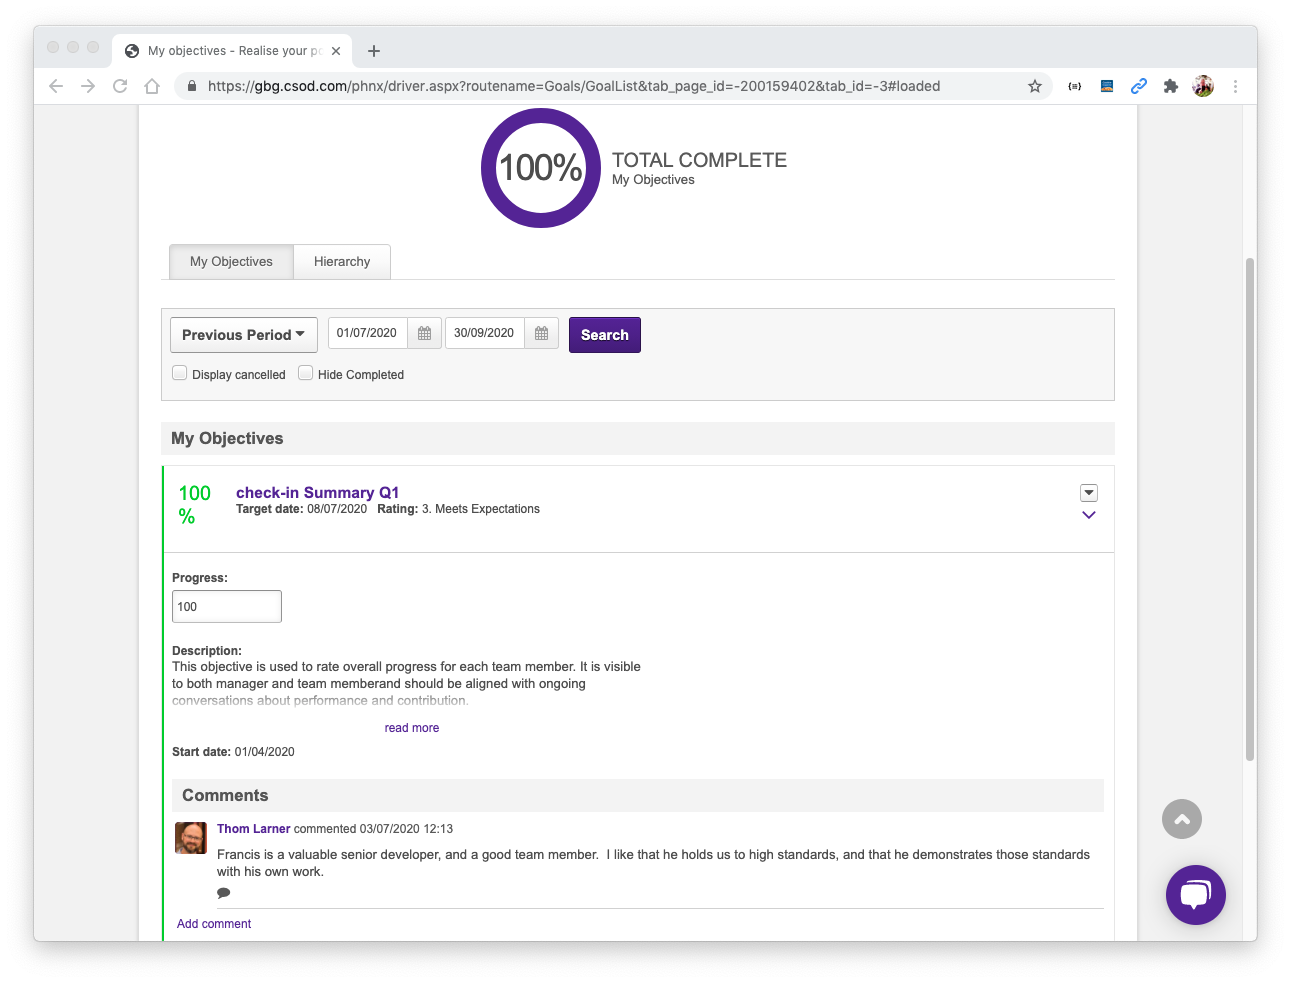 My objectives - Realise your po
https://gbg.csod.com/phnx/driver.aspx?routename=Goals/GoalList&tab_page_id=-200159402&tab_id=-3#loaded
100%
TOTAL COMPLETE
My Objectives
My Objectives
Hierarchy
Previous Period
01/07/2020
30/09/2020
Search
Display cancelled
Hide Completed
My Objectives
100
%
check-in Summary Q1
Target date: 08/07/2020 Rating: 3. Meets Expectations
Progress:
100
Description:
This objective is used to rate overall progress for each team member. It is visible
to both manager and team memberand should be aligned with ongoing
conversations about performance and contribution.
read more
Start date: 01/04/2020
Comments
Thom Larner commented 03/07/2020 12:13
Francis is a valuable senior developer, and a good team member.  I like that he holds us to high standards, and that he demonstrates those standards
with his own work.
Add comment